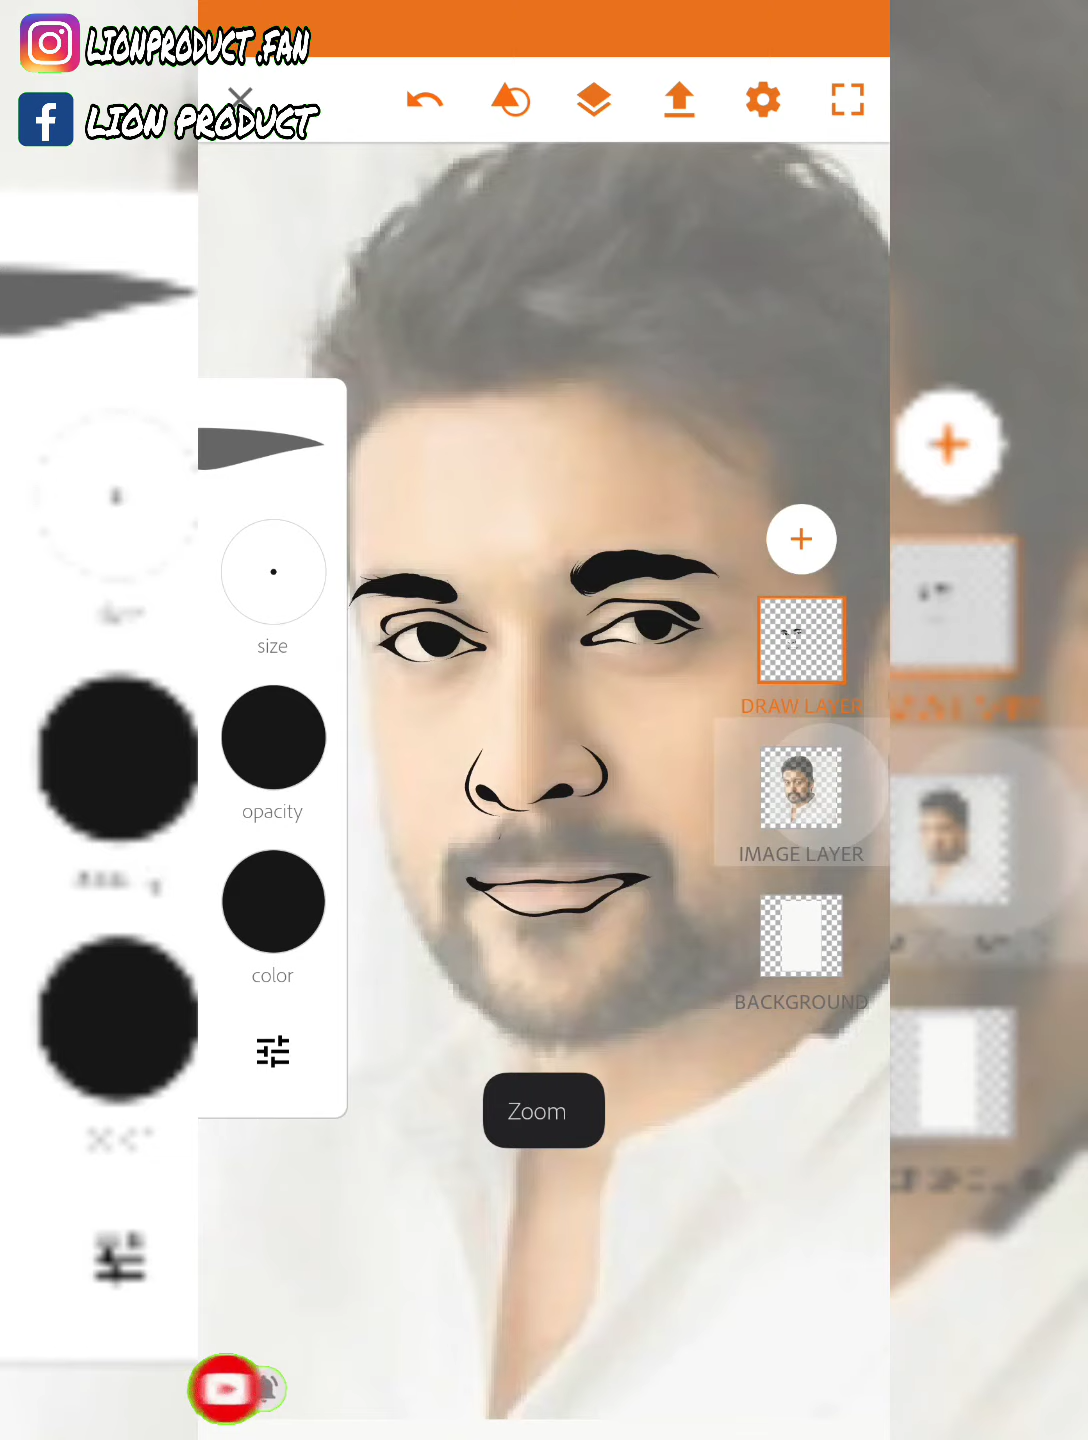 LIONPRODUCT .FAN
LION PRODUCT
size
opacity
color
DRAW LAYER
IMAGE LAYER
BACKGROUND
Zoom